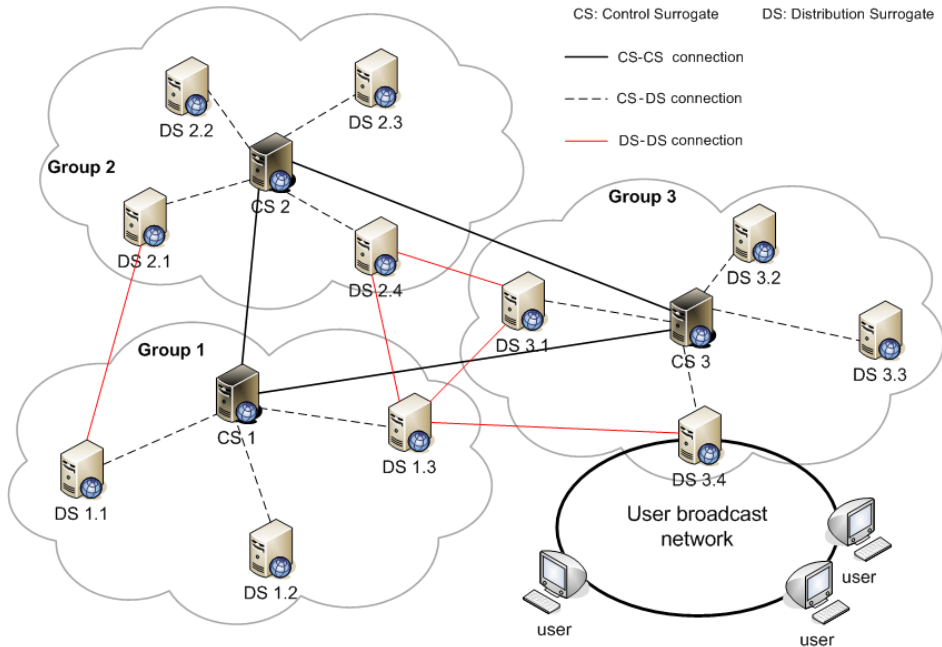 CS: Control Surrogate DS: Distribution Surrogate
CS-CS connection
CS-DS connection
DS-DS connection
DS 2.2
DS 2.3
Group 2
CS 2
DS 2.1
DS 2.4
Group 3
DS 3.2
DS 3.1
CS 3
DS 3.3
Group 1
CS 1
DS 1.3
DS 3.4
DS 1.1
DS 1.2
User broadcast
network
user
user
user